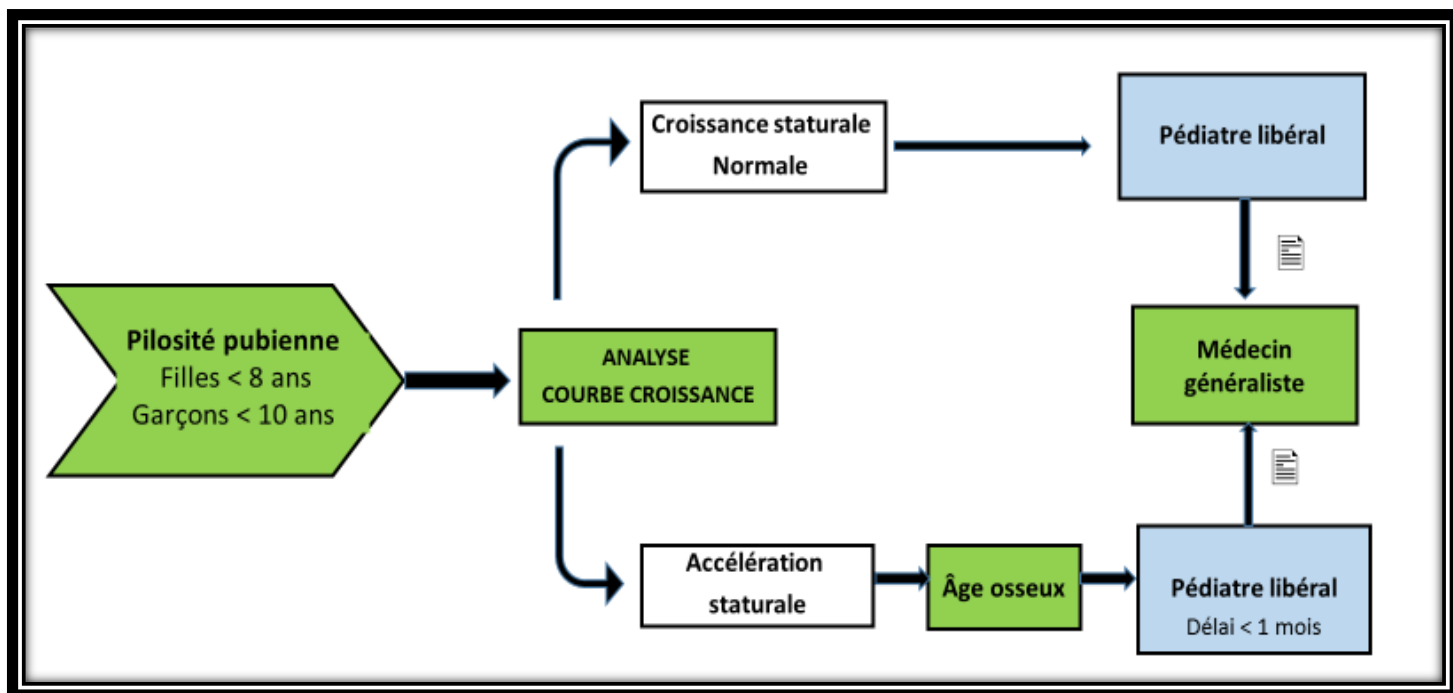 Pilosité pubienne
Filles < 8 ans
Garçons < 10 ans
ANALYSE
COURBE CROISSANCE
Croissance staturale
Normale
Pédiatre libéral
Médecin
généraliste
Accélération
staturale
Âge osseux
Pédiatre libéral
Délai < 1 mois